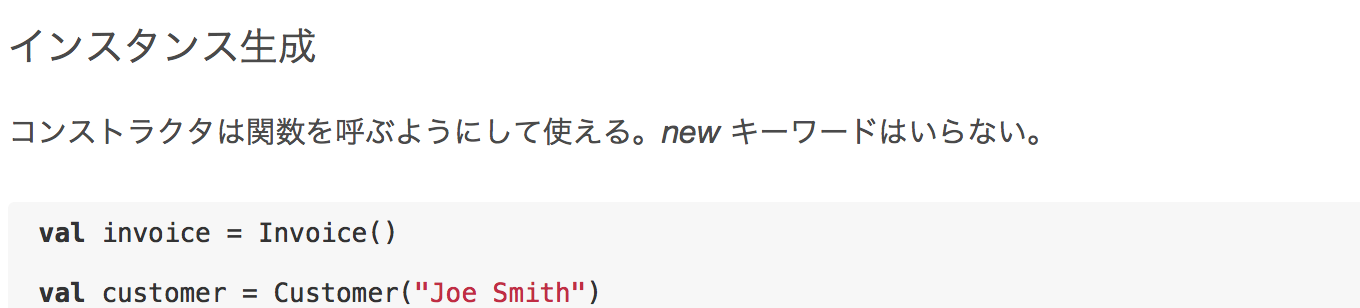 インスタンス生成
コンストラクタは関数を呼ぶようにして使える。new キーワードはいらない。
val invoice = Invoice()
val customer = Customer("Joe Smith")